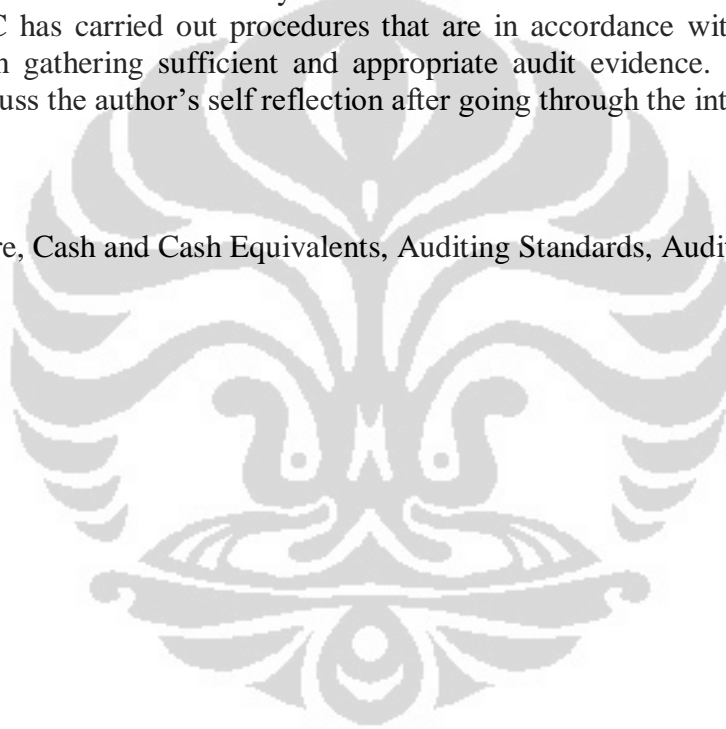 C has carried out procedures that are in accordance wit
gathering sufficient and appropriate audit evidence.
uss the author's self reflection after going through the int
Cash and Cash Equivalents, Auditing Standards, Audi